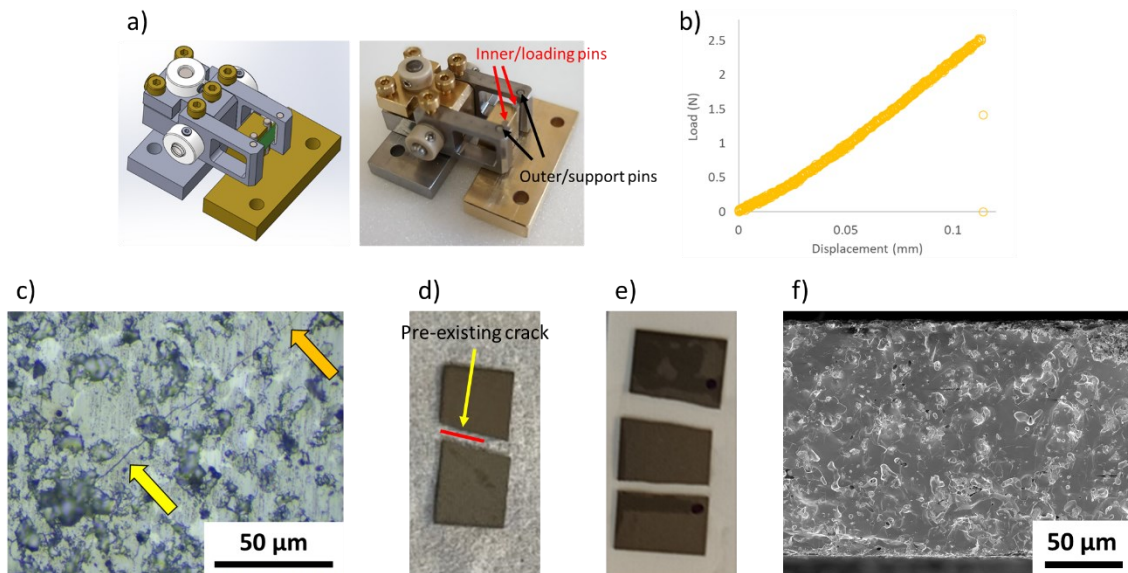 a)
Inner/loading pins
Outer/support pins
b)
Load (N)
2.5
2
1.5
1
0.5
0
0
0.05
0.1
Displacement (mm)
c)
50 µm
d)
Pre-existing crack
e)
f)
50 µm